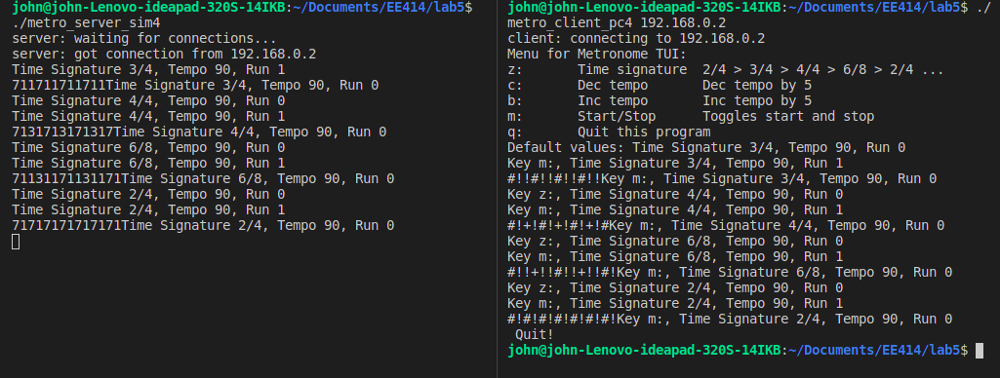 john@john-Lenovo-ideapad-320S-14IKB:~/Documents/EE414/lab5$
./metro_server_sim4
server: waiting for connections...
server: got connection from 192.168.0.2
Time Signature 3/4, Tempo 90, Run 1
711711711711Time Signature 3/4, Tempo 90, Run 0
Time Signature 4/4, Tempo 90, Run 0
Time Signature 4/4, Tempo 90, Run 1
7131713171317Time Signature 4/4, Tempo 90, Run 0
Time Signature 6/8, Tempo 90, Run 0
Time Signature 6/8, Tempo 90, Run 1
71131171131171Time Signature 6/8, Tempo 90, Run 0
Time Signature 2/4, Tempo 90, Run 0
Time Signature 2/4, Tempo 90, Run 1
71717171717171Time Signature 2/4, Tempo 90, Run 0
john@john-Lenovo-ideapad-320S-14IKB:~/Documents/EE414/lab5$ ./
metro_client_pc4 192.168.0.2
client: connecting to 192.168.0.2
Menu for Metronome TUI:
z: Time signature 2/4 > 3/4 > 4/4 > 6/8 > 2/4 ...
c: Dec tempo Dec tempo by 5
b: Inc tempo Inc tempo by 5
m: Start/Stop Toggles start and stop
q: Quit this program
Default values: Time Signature 3/4, Tempo 90, Run 0
Key m:, Time Signature 3/4, Tempo 90, Run 1
#!!#!!#!!#!!Key m:, Time Signature 3/4, Tempo 90, Run 0
Key z:, Time Signature 4/4, Tempo 90, Run 0
Key m:, Time Signature 4/4, Tempo 90, Run 1
#!+!#!+!#!+!#Key m:, Time Signature 4/4, Tempo 90, Run 0
Key z:, Time Signature 6/8, Tempo 90, Run 0
Key m:, Time Signature 6/8, Tempo 90, Run 1
#!!+!!#!!+!!#!Key m:, Time Signature 6/8, Tempo 90, Run 0
Key z:, Time Signature 2/4, Tempo 90, Run 0
Key m:, Time Signature 2/4, Tempo 90, Run 1
#!#!#!#!#!#!#!Key m:, Time Signature 2/4, Tempo 90, Run 0
Quit!
john@john-Lenovo-ideapad-320S-14IKB:~/Documents/EE414/lab5$